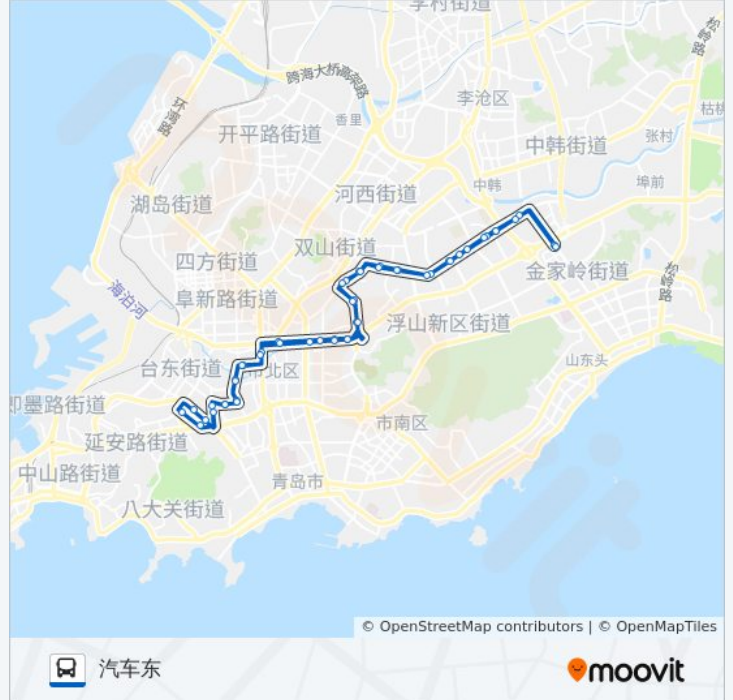 李村街道
松岭路
跨海大桥高架路
李沧区
环湾路
香里
枯桃
开平路街道
中韩街道
张村
河西街道
中韩
埠前
湖岛街道
双山街道
四方街道
金家岭街道
松岭路
海泊河
阜新路街道
浮山新区街道
台东街道
市北区
山东头
即墨路街道
市南区
延安路街道
中山路街道
青岛市
八大关街道
© OpenStreetMap contributors | © OpenMapTiles
汽车东
moovit